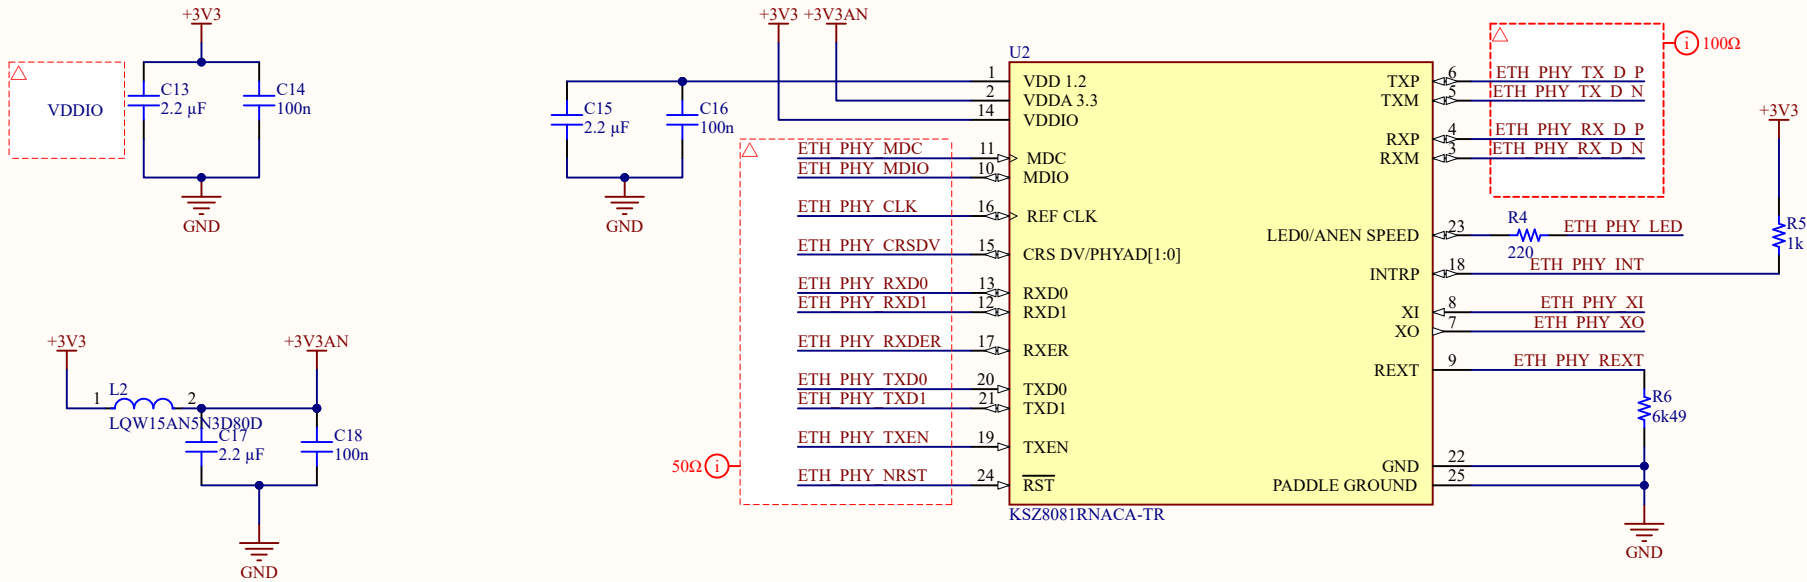 +3V3
VDDIO
C13
2.2 µF
C14
100n
GND
+3V3
+3V3AN
L2
1
2
LQW15AN5N3D80D
C17
2.2 µF
C18
100n
GND
+3V3
+3V3AN
C15
2.2 µF
C16
100n
GND
U2
1
VDD 1.2
2
VDDA 3.3
14
VDDIO
ETH_PHY_MDC
11
MDC
ETH_PHY_MDIO
10
MDIO
ETH_PHY_CLK
16
REF CLK
ETH_PHY_CRSDV
15
CRS DV/PHYAD[1:0]
ETH_PHY_RXD0
13
RXD0
ETH_PHY_RXD1
12
RXD1
ETH_PHY_RXDER
17
RXER
ETH_PHY_TXD0
20
TXD0
ETH_PHY_TXD1
21
TXD1
ETH_PHY_TXEN
19
TXEN
50Ω
i
ETH_PHY_NRST
24
RST
KSZ8081RNACA-TR
i
100Ω
TXP
6
ETH_PHY_TX_D_P
TXM
5
ETH_PHY_TX_D_N
RXP
4
ETH_PHY_RX_D_P
RXM
3
ETH_PHY_RX_D_N
LED0/ANEN SPEED
23
R4
220
ETH_PHY_LED
INTRP
18
ETH_PHY_INT
+3V3
R5
1k
XI
8
ETH_PHY_XI
XO
7
ETH_PHY_XO
REXT
9
ETH_PHY_REXT
R6
6k49
GND
22
PADDLE GROUND
25
GND